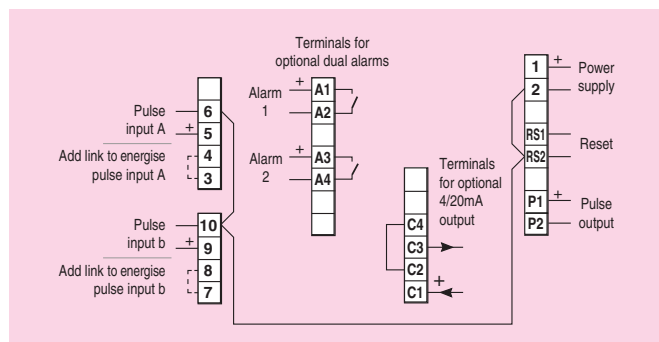 Terminals for
optional dual alarms
Pulse
input A
+
6
5
Add link to energise
pulse input A
4
3
Pulse
input b
+
10
9
Add link to energise
pulse input b
8
7
Alarm
1
+
A1
A2
Alarm
2
+
A3
A4
Terminals
for optional
4/20mA
output
C4
C3
C2
C1
+
1
2
+
Power
supply
RS1
RS2
Reset
P1
P2
+
Pulse
output